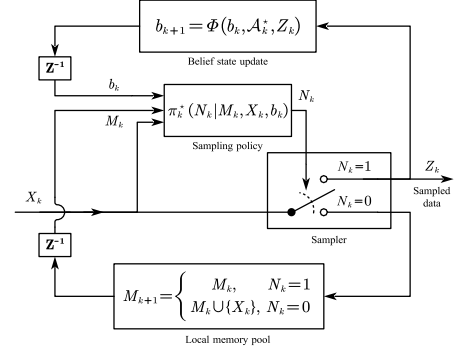 b_{k+1} = Φ(b_k, 𝒜_k^⋆, Z_k)
Belief state update
Z⁻¹
b_k
M_k
π_k^⋆(N_k|M_k, X_k, b_k)
Sampling policy
N_k
N_k=1
N_k=0
Sampler
Z_k
Sampled
data
X_k
Z⁻¹
M_{k+1} = { M_k, N_k=1
M_k∪{X_k}, N_k=0
Local memory pool